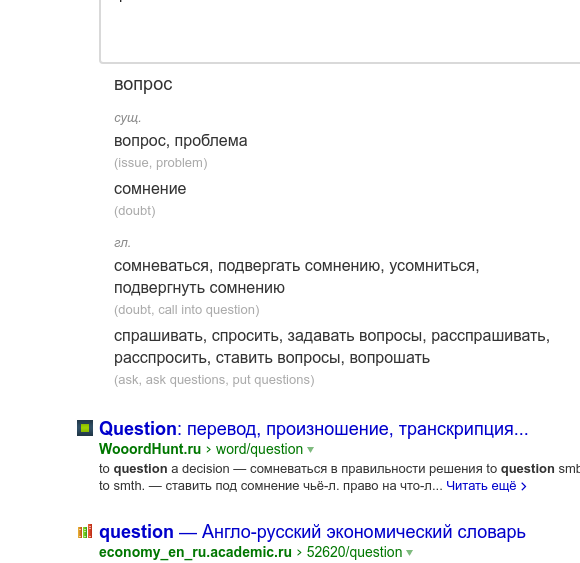 вопрос
сущ.
вопрос, проблема
(issue, problem)
сомнение
(doubt)
гл.
сомневаться, подвергать сомнению, усомниться,
подвергнуть сомнению
(doubt, call into question)
спрашивать, спросить, задавать вопросы, расспрашивать,
расспросить, ставить вопросы, вопрошать
(ask, ask questions, put questions)
Question: перевод, произношение, транскрипция...
WooordHunt.ru › word/question
to question a decision — сомневаться в правильности решения to question smb
to smth. — ставить под сомнение чьё-л. право на что-л... Читать ещё ›
question — Англо-русский экономический словарь
economy_en_ru.academic.ru › 52620/question